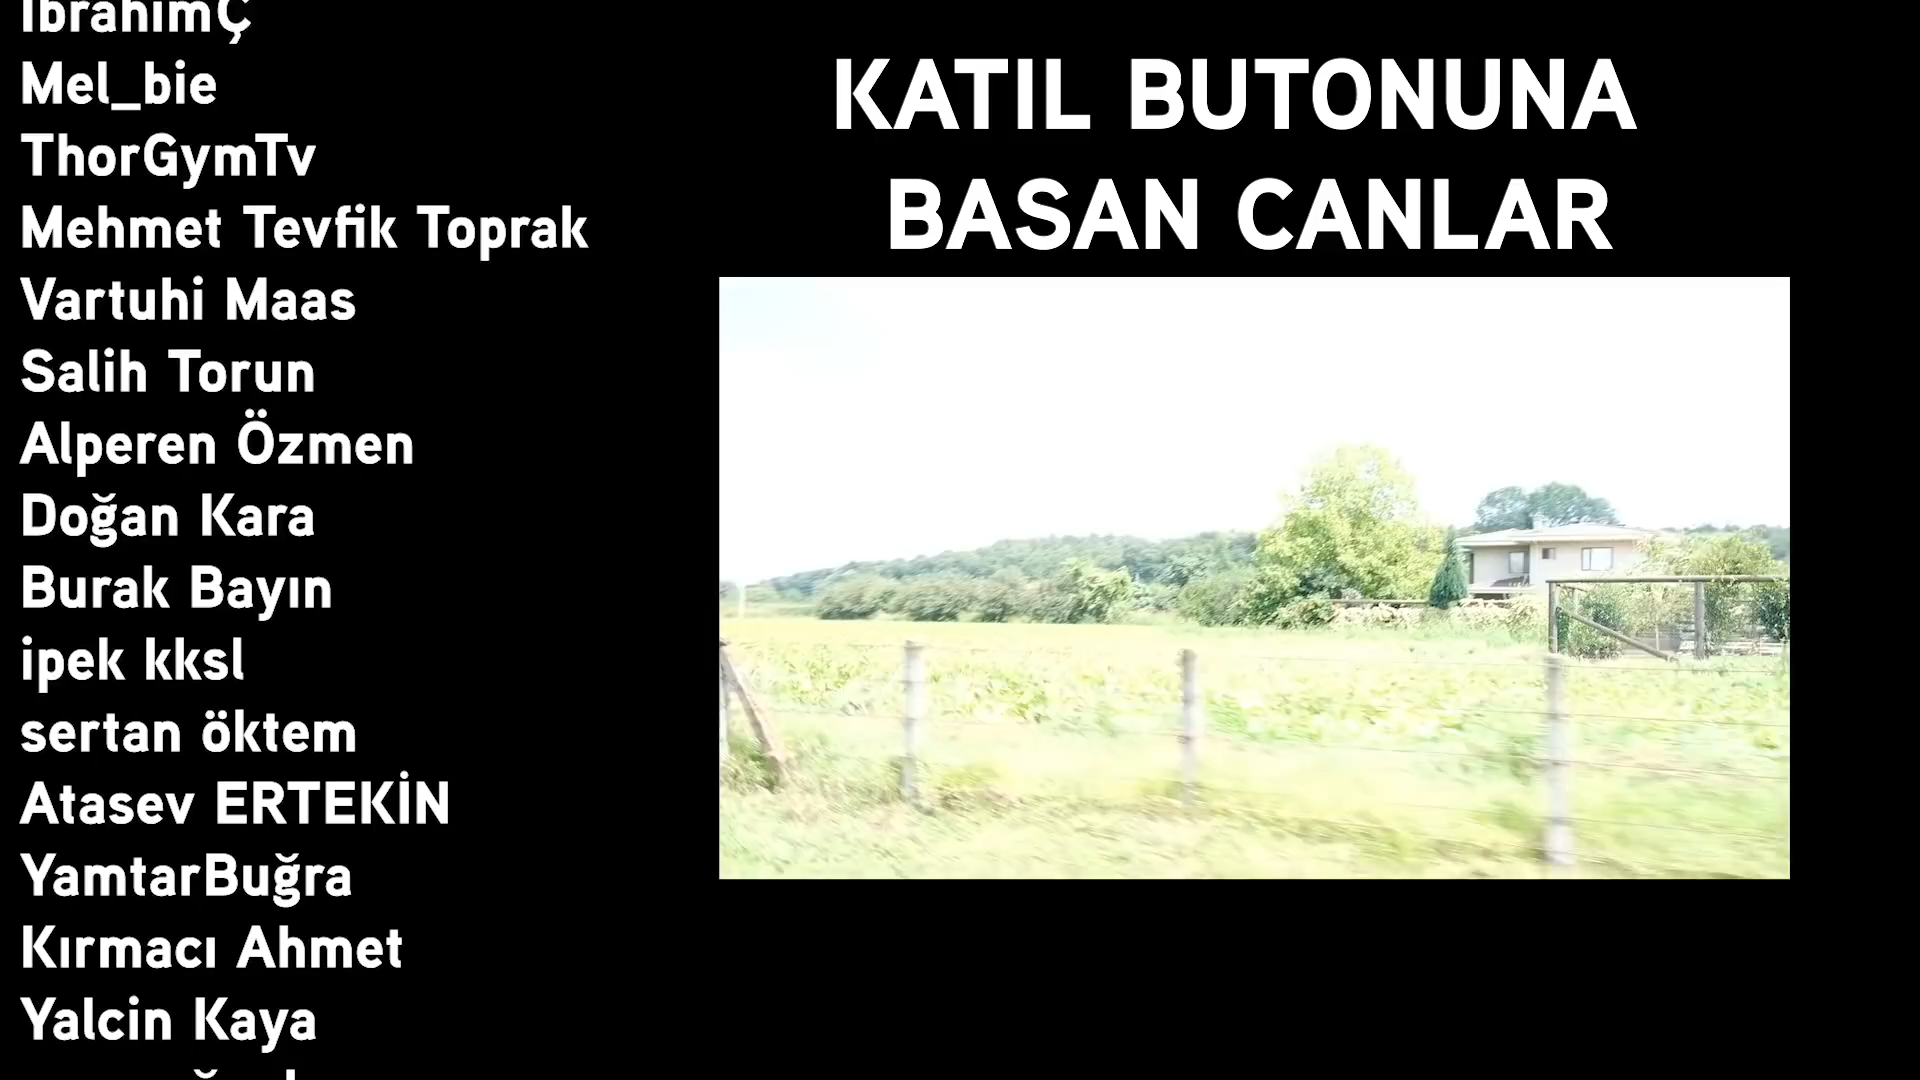 İbrahimÇ
Mel_bie
ThorGymTv
Mehmet Tevfik Toprak
Vartuhi Maas
Salih Torun
Alperen Özmen
Doğan Kara
Burak Bayın
ipek kksl
sertan öktem
Atasev ERTEKİN
YamtarBuğra
Kırmacı Ahmet
Yalcin Kaya
KATIL BUTONUNA
BASAN CANLAR